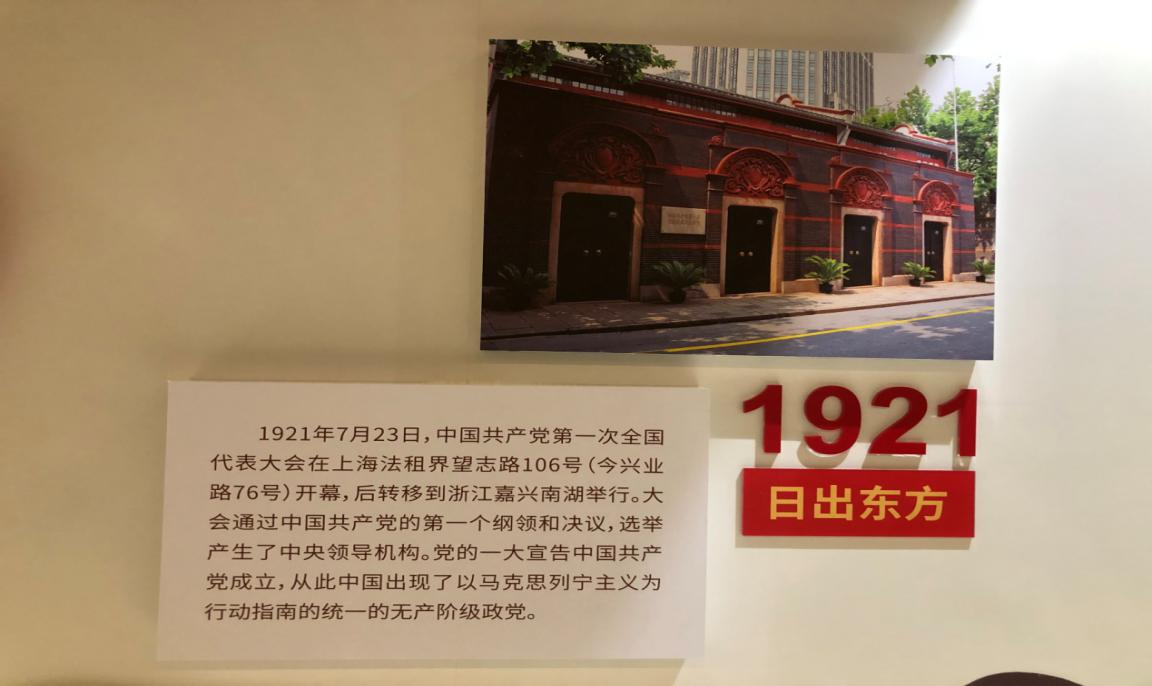 1921
日出东方
1921年7月23日，中国共产党第一次全国
代表大会在上海法租界望志路106号（今兴业
路76号）开幕，后转移到浙江嘉兴南湖举行。大
会通过中国共产党的第一个纲领和决议，选举
产生了中央领导机构。党的一大宣告中国共产
党成立，从此中国出现了以马克思列宁主义为
行动指南的统一的无产阶级政党。